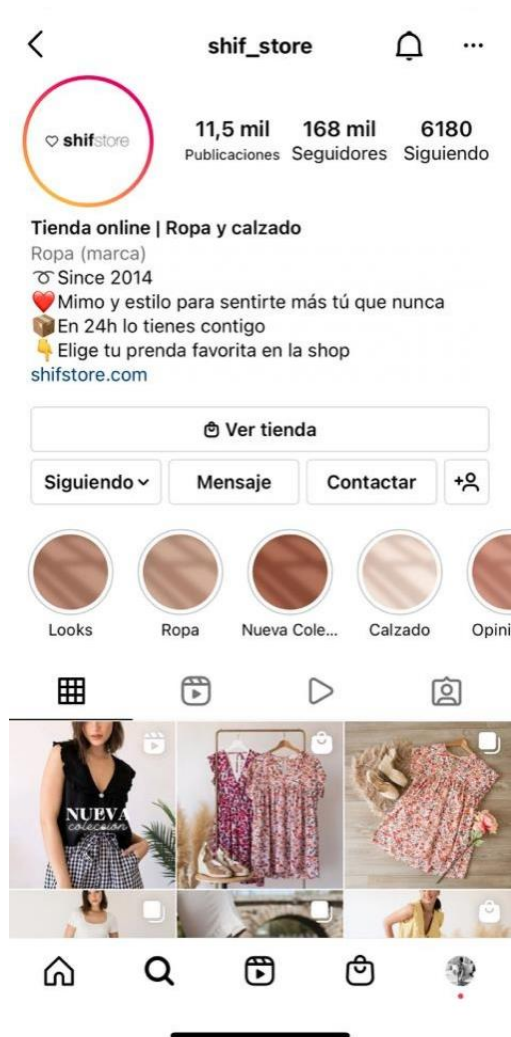 shif_store
shifstore
11,5 mil
168 mil
6180
Publicaciones
Seguidores
Siguiendo
Tienda online | Ropa y calzado
Ropa (marca)
➰Since 2014
❤️Mimo y estilo para sentirte más tú que nunca
📦En 24h lo tienes contigo
👇Elige tu prenda favorita en la shop
shifstore.com
Ver tienda
Siguiendo
Mensaje
Contactar
Looks
Ropa
Nueva Cole...
Calzado
Opini
NUEVA
colección